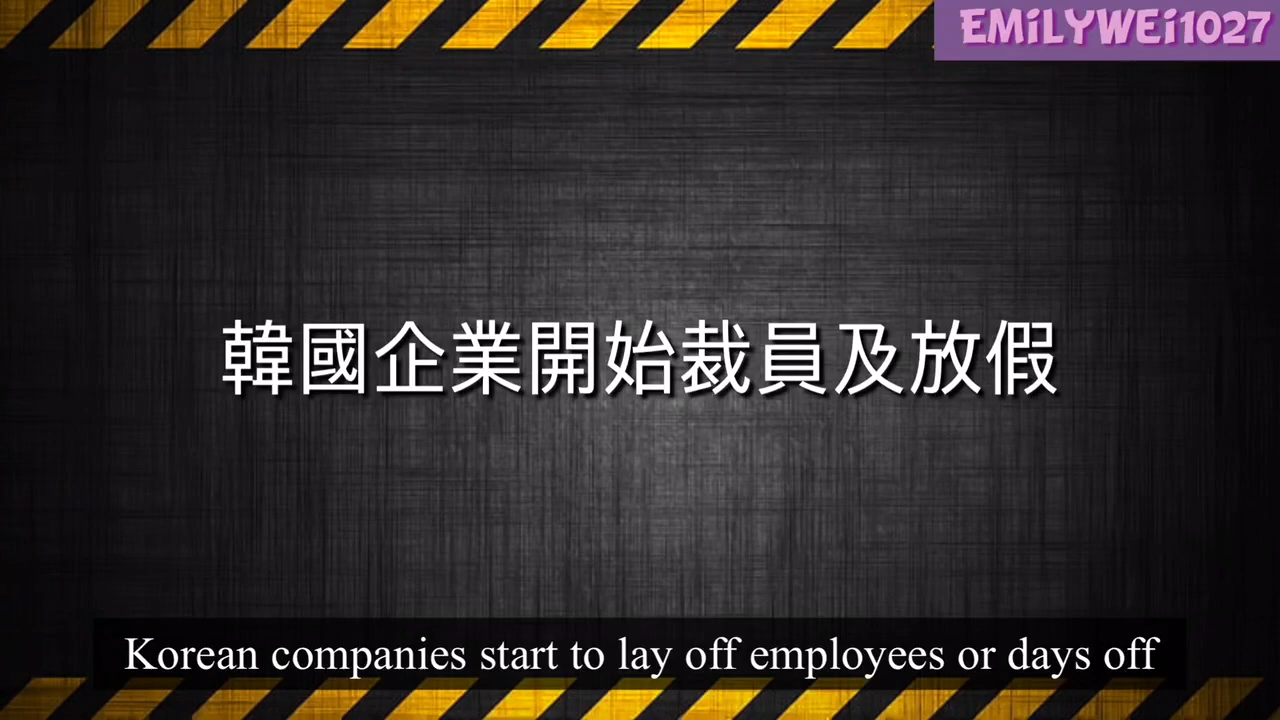 EMiLYWEi1027
韓國企業開始裁員及放假
Korean companies start to lay off employees or days off